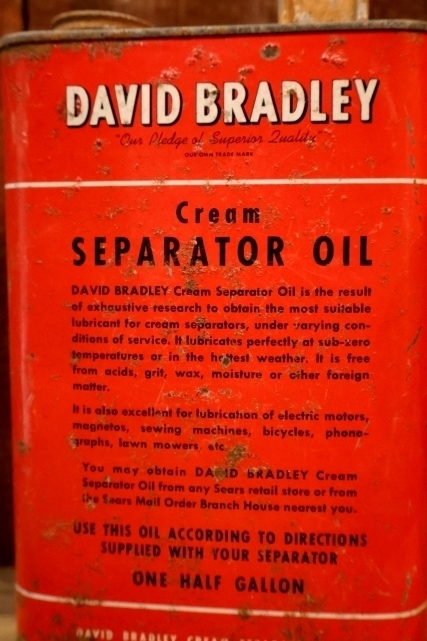 DAVID BRADLEY
"Our Pledge of Superior Quality"
OUR OWN TRADE MARK
Cream
SEPARATOR OIL
DAVID BRADLEY Cream Separator Oil is the result
of exhaustive research to obtain the most suitable
lubricant for cream separators, under varying con-
ditions of service. It lubricates perfectly at sub-zero
temperatures or in the hottest weather. It is free
from acids, grit, wax, moisture or other foreign
matter.
It is also excellent for lubrication of electric motors,
magnetos, sewing machines, bicycles, phono-
graphs, lawn mowers, etc.
You may obtain DAVID BRADLEY Cream
Separator Oil from any Sears retail store or from
the Sears Mail Order Branch House nearest you.
USE THIS OIL ACCORDING TO DIRECTIONS
SUPPLIED WITH YOUR SEPARATOR
ONE HALF GALLON
DAVID BRADLEY CREAM